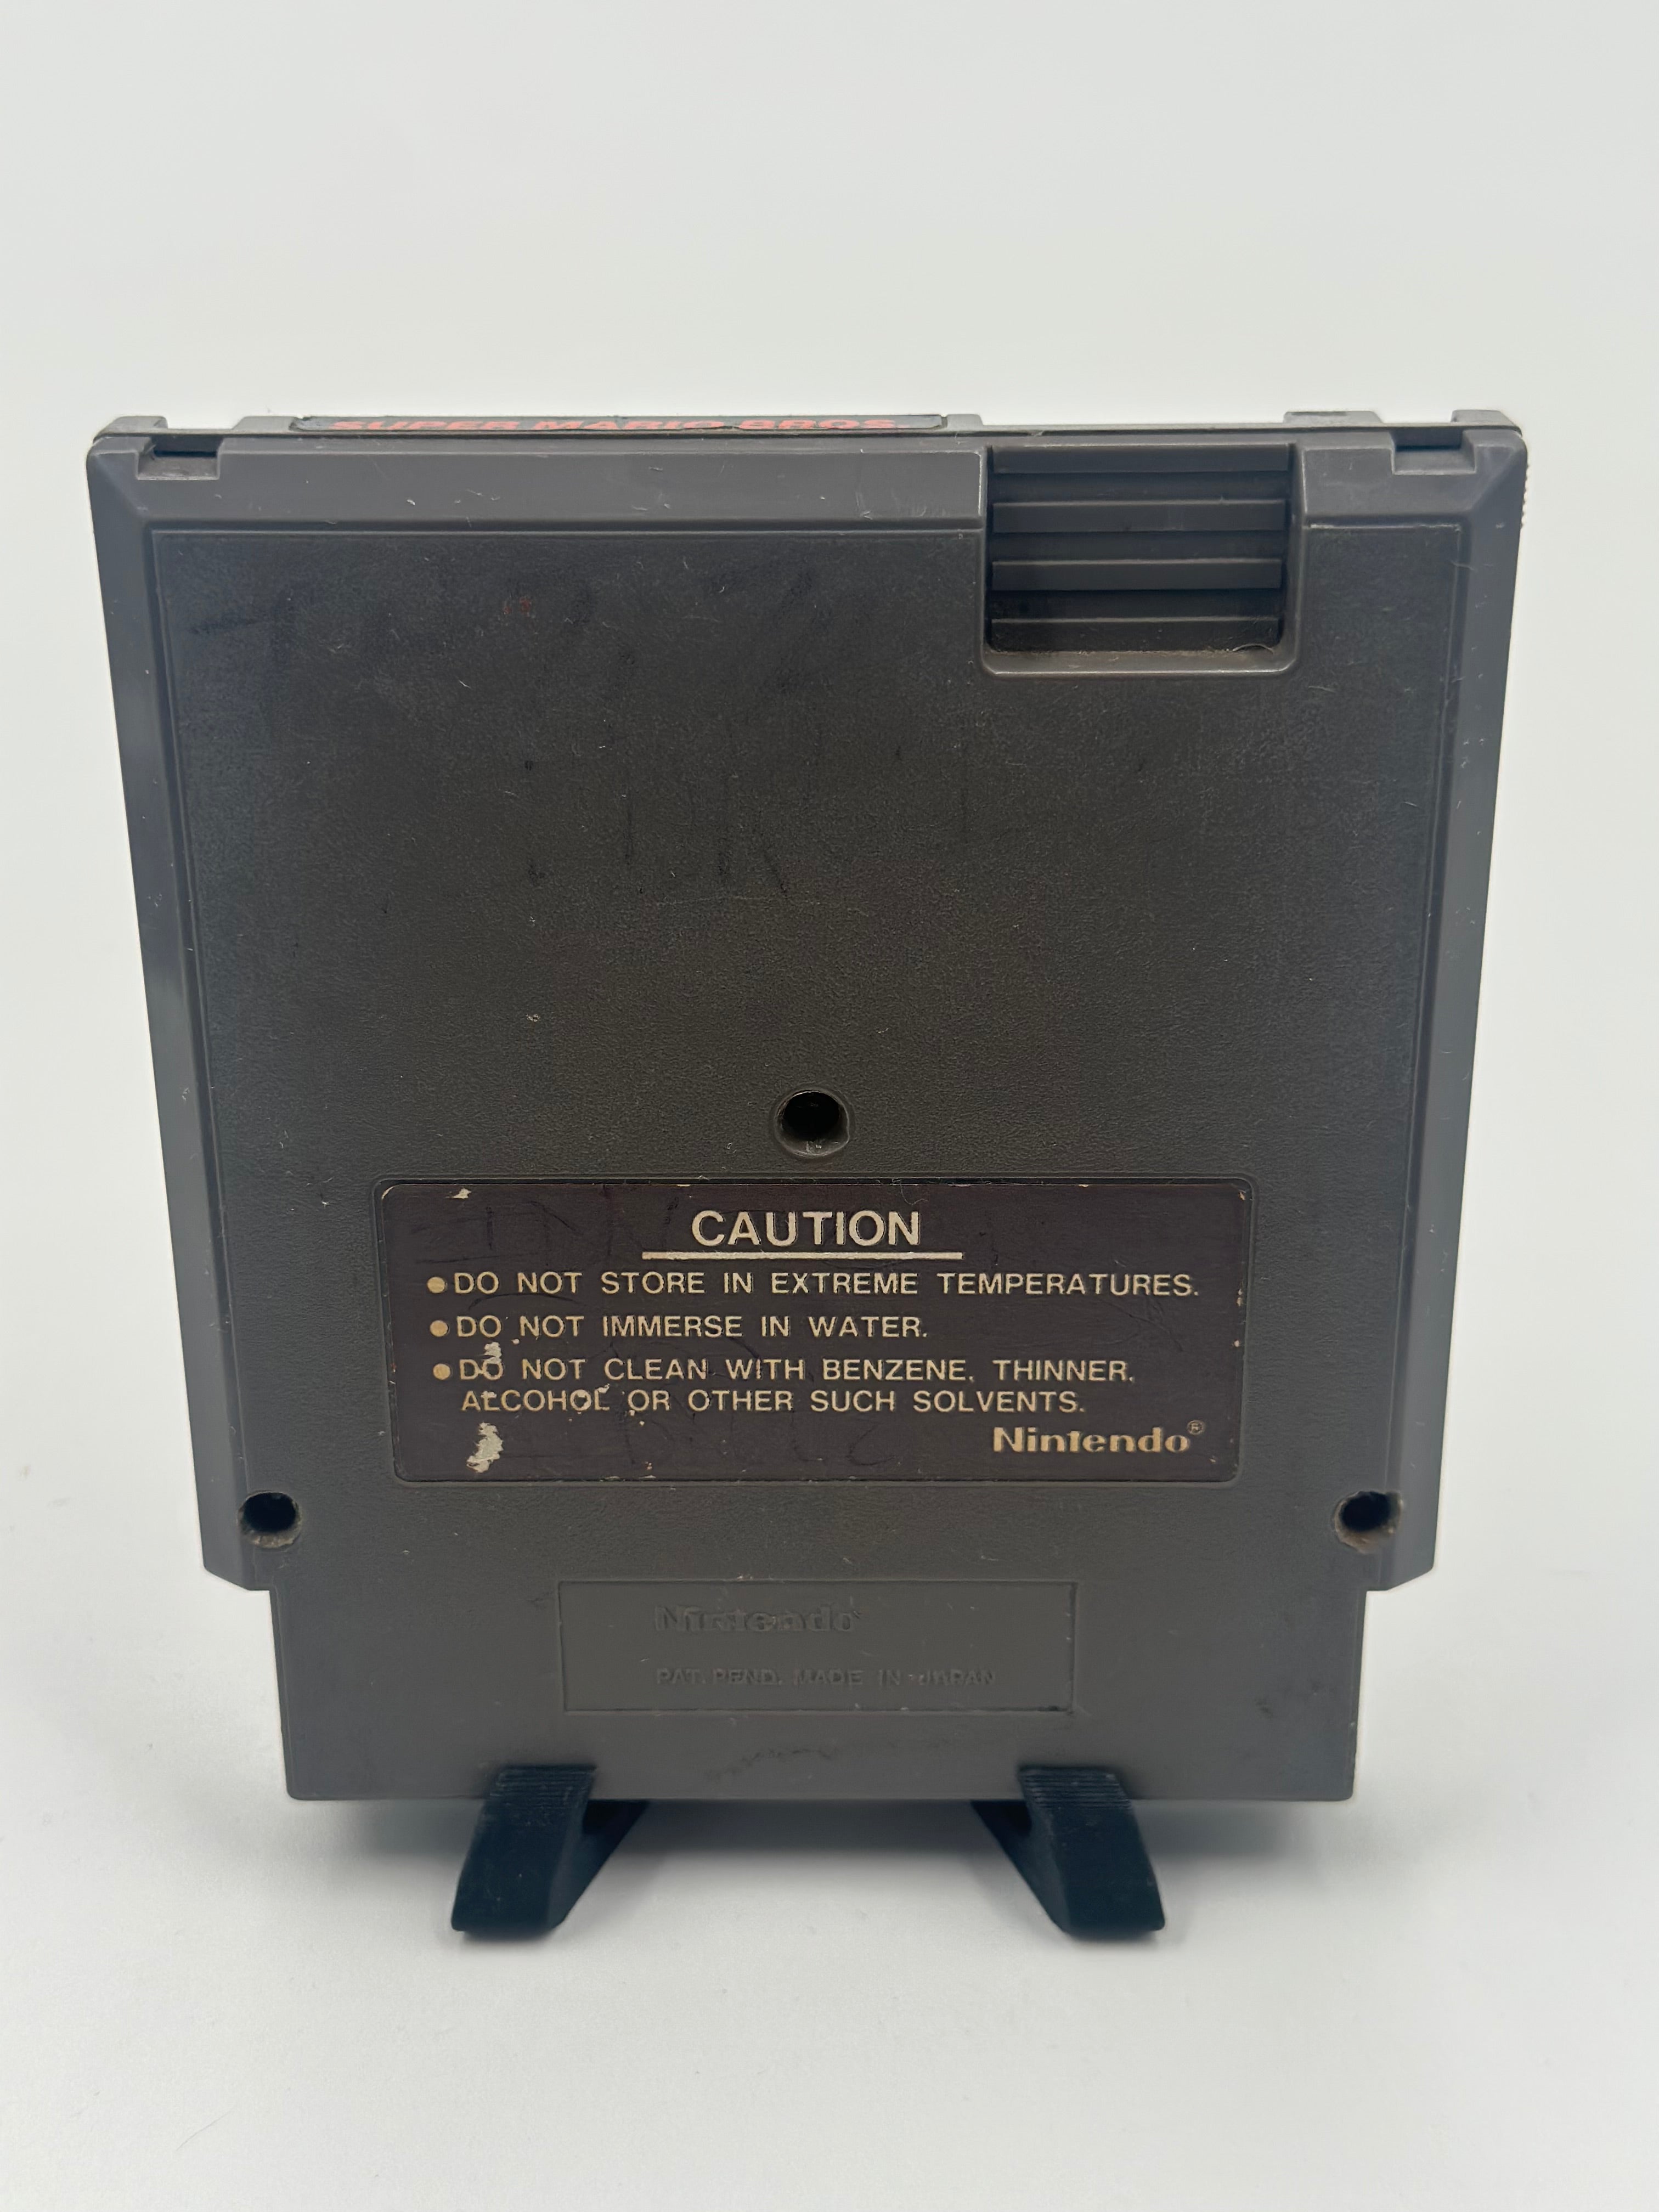 SUPER MARIO BROS
CAUTION
●DO NOT STORE IN EXTREME TEMPERATURES.
●DO NOT IMMERSE IN WATER.
●DO NOT CLEAN WITH BENZENE, THINNER,
ALCOHOL OR OTHER SUCH SOLVENTS.
Nintendo®
Nintendo
PAT. PEND. MADE IN JAPAN